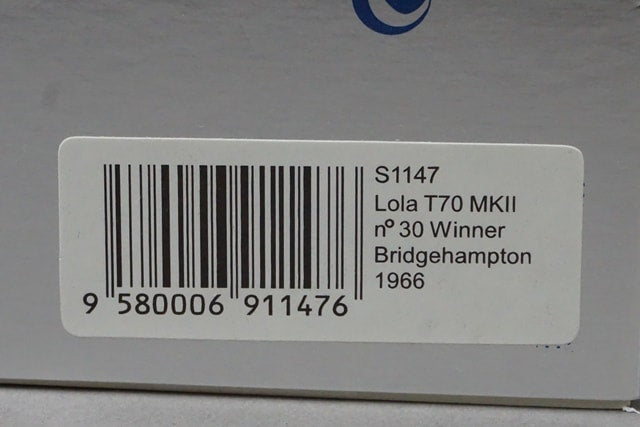 S1147
Lola T70 MKII
nº 30 Winner
Bridgehampton
1966
9 580006 911476